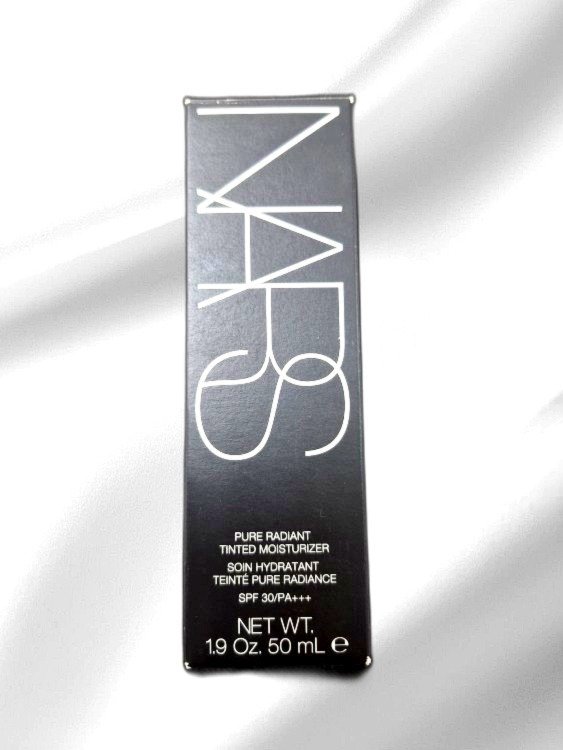 NARS
PURE RADIANT
TINTED MOISTURIZER
SOIN HYDRATANT
TEINTÉ PURE RADIANCE
SPF 30/PA+++
NET WT.
1.9 Oz. 50 mL ℮